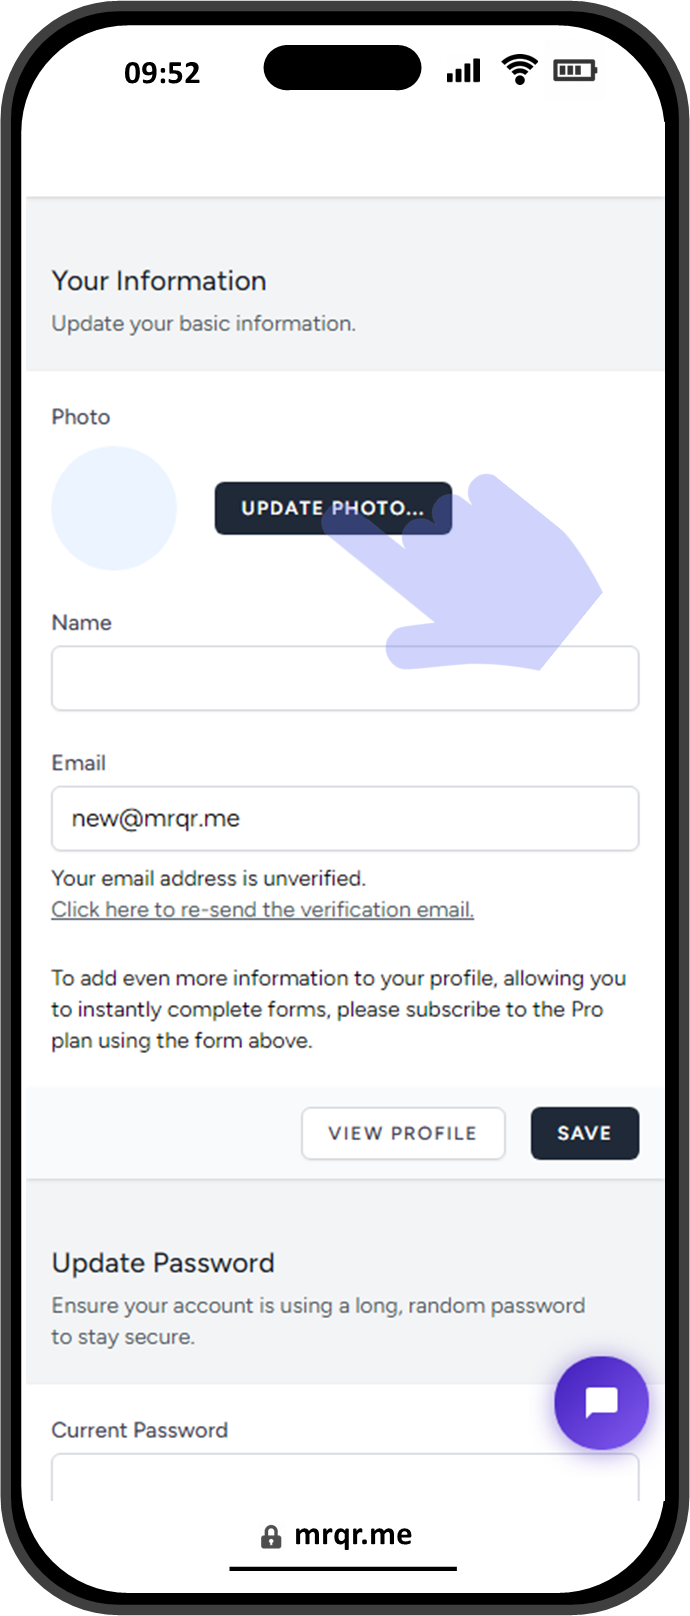 09:52
Your Information
Update your basic information.
Photo
UPDATE PHOTO...
Name
Email
new@mrqr.me
Your email address is unverified.
Click here to re-send the verification email.
To add even more information to your profile, allowing you
to instantly complete forms, please subscribe to the Pro
plan using the form above.
VIEW PROFILE
SAVE
Update Password
Ensure your account is using a long, random password
to stay secure.
Current Password
mrqr.me